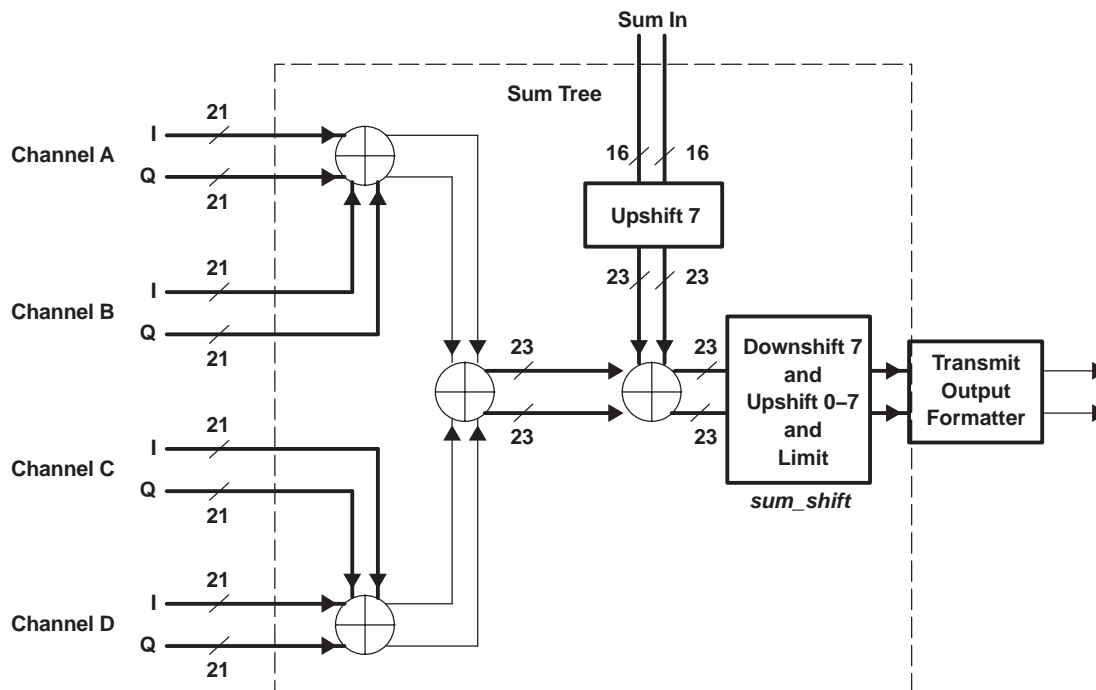 Sum In
Sum Tree
21
I
Channel A
Q
21
16
16
Upshift 7
23
23
21
I
Channel B
Q
21
23
23
Downshift 7
and
Upshift 0–7
and
Limit
23
23
sum_shift
Transmit
Output
Formatter
21
I
Channel C
Q
21
21
I
Channel D
Q
21